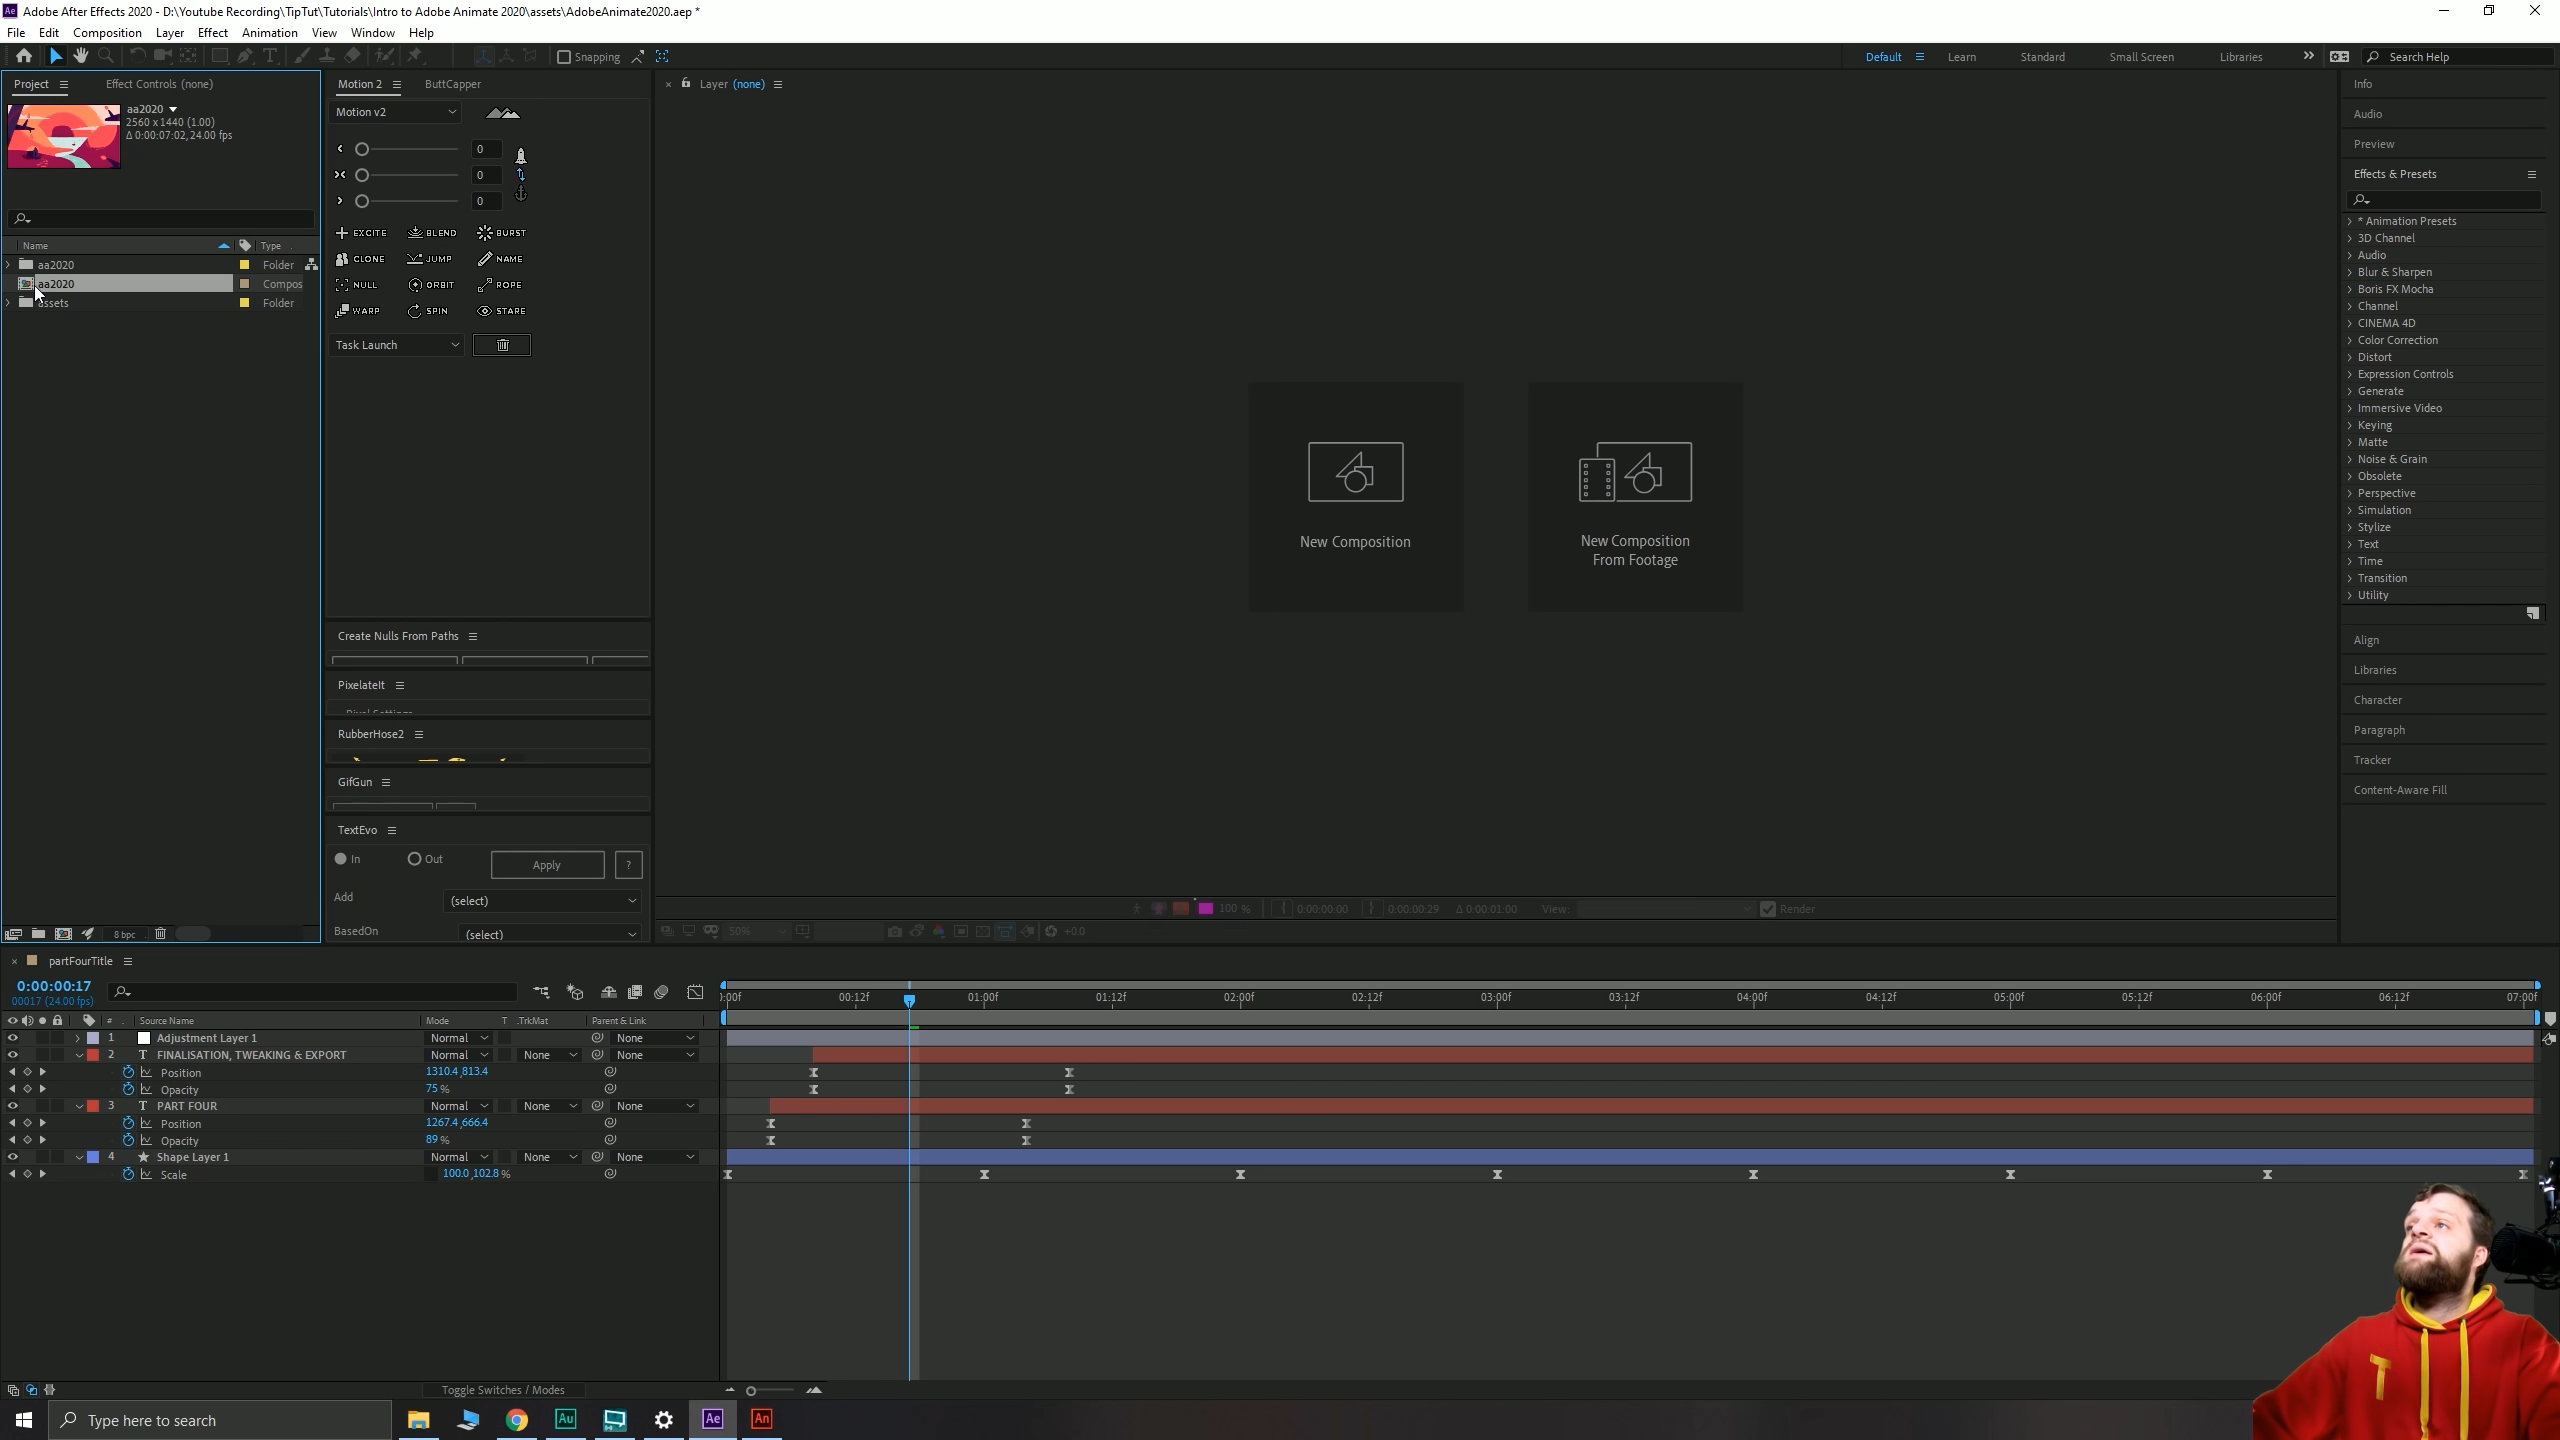 Adobe After Effects 2020 - D:\Youtube Recording\TipTut\Tutorials\Intro to Adobe Animate 2020\assets\AdobeAnimate2020.aep *
File Edit Composition Layer Effect Animation View Window Help
Snapping
Default Learn Standard Small Screen Libraries Search Help
Project Effect Controls (none)
aa2020
2560 x 1440 (1.00)
Δ 0:00:07:02, 24.00 fps
Name Type
aa2020 Folder
aa2020 Compos
assets Folder
8 bpc
Motion 2 ButtCapper
Motion v2
0
0
0
EXCITE BLEND BURST
CLONE JUMP NAME
NULL ORBIT ROPE
WARP SPIN STARE
Task Launch
Create Nulls From Paths
PixelateIt
Pixel Settings
RubberHose2
GifGun
TextEvo
In Out Apply ?
Add (select)
BasedOn (select)
Layer (none)
New Composition
New Composition
From Footage
100 % 0:00:00:00 0:00:00:29 Δ 0:00:01:00 View: Render
50% +0.0
Info
Audio
Preview
Effects & Presets
* Animation Presets
3D Channel
Audio
Blur & Sharpen
Boris FX Mocha
Channel
CINEMA 4D
Color Correction
Distort
Expression Controls
Generate
Immersive Video
Keying
Matte
Noise & Grain
Obsolete
Perspective
Simulation
Stylize
Text
Time
Transition
Utility
Align
Libraries
Character
Paragraph
Tracker
Content-Aware Fill
partFourTitle
0:00:00:17
00017 (24.00 fps)
:00f 00:12f 01:00f 01:12f 02:00f 02:12f 03:00f 03:12f 04:00f 04:12f 05:00f 05:12f 06:00f 06:12f 07:00f
# Source Name Mode T .TrkMat Parent & Link
1 Adjustment Layer 1 Normal None
2 T FINALISATION, TWEAKING & EXPORT Normal None None
Position 1310.4,813.4
Opacity 75 %
3 T PART FOUR Normal None None
Position 1267.4,666.4
Opacity 89 %
4 Shape Layer 1 Normal None None
Scale 100.0,102.8 %
Toggle Switches / Modes
Type here to search
Au Ae An
T